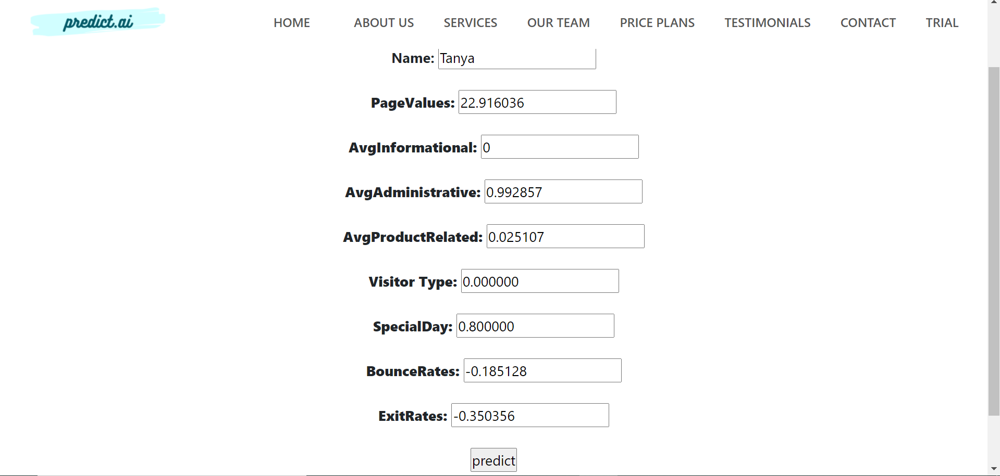 predict.ai HOME ABOUT US SERVICES OUR TEAM PRICE PLANS TESTIMONIALS CONTACT TRIAL
Name: Tanya
PageValues: 22.916036
AvgInformational: 0
AvgAdministrative: 0.992857
AvgProductRelated: 0.025107
Visitor Type: 0.000000
SpecialDay: 0.800000
BounceRates: -0.185128
ExitRates: -0.350356
predict